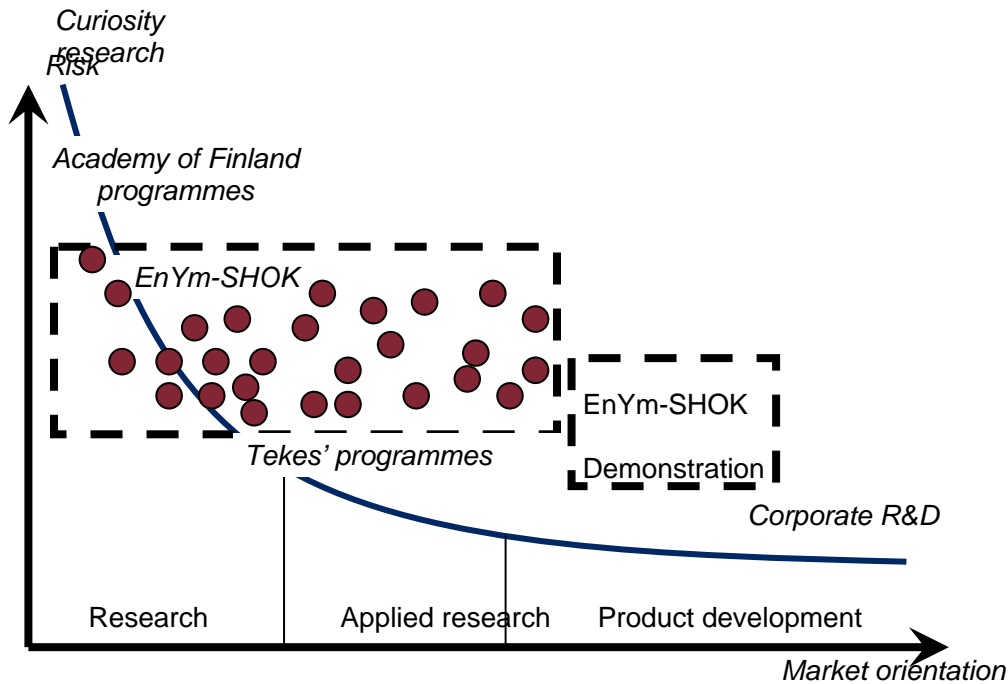 Curiosity
research
Risk
Academy of Finland
programmes
EnYm-SHOK
EnYm-SHOK
Demonstration
Tekes’ programmes
Corporate R&D
Research
Applied research
Product development
Market orientation